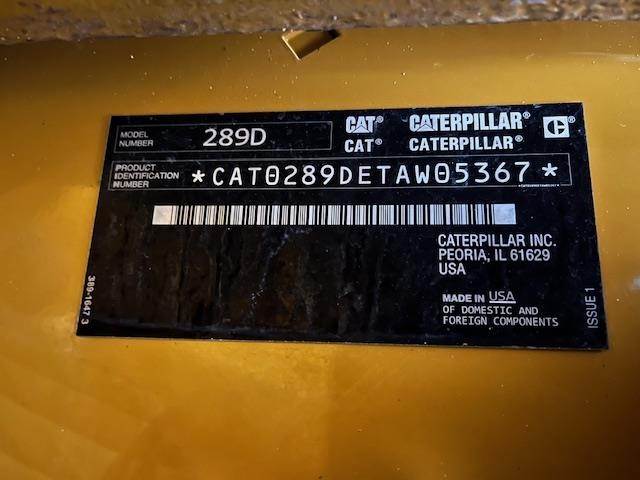 MODEL NUMBER 289D
CAT® CATERPILLAR® C
CAT® CATERPILLAR®
PRODUCT IDENTIFICATION NUMBER *CAT0289DETAW05367*
CATERPILLAR INC.
PEORIA, IL 61629
USA
MADE IN USA
OF DOMESTIC AND
FOREIGN COMPONENTS
389-1647 3
ISSUE 1